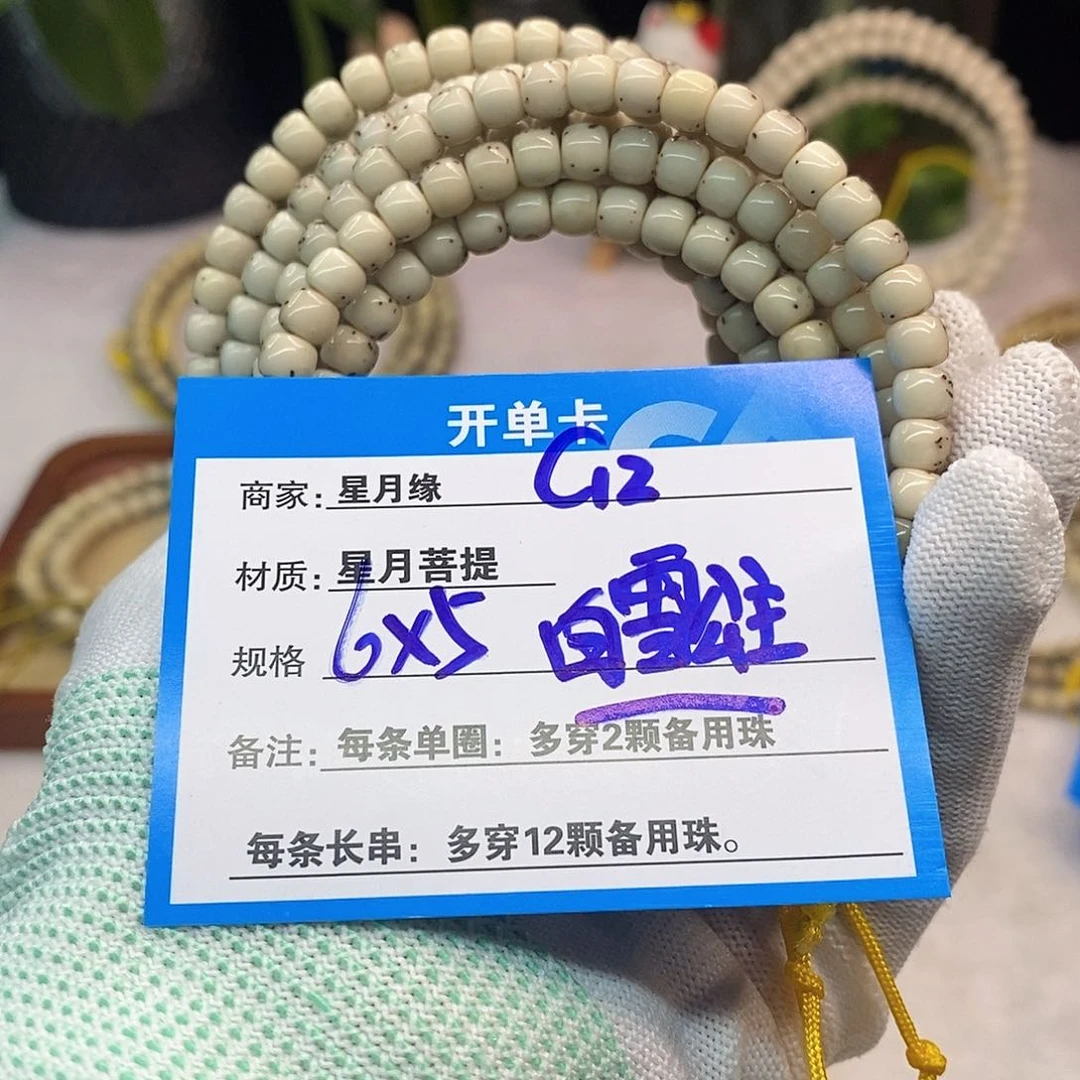 开单卡
商家：星月缘 G12
材质：星月菩提
规格 6x5 白雪公主
备注：每条单圈：多穿2颗备用珠
每条长串：多穿12颗备用珠。